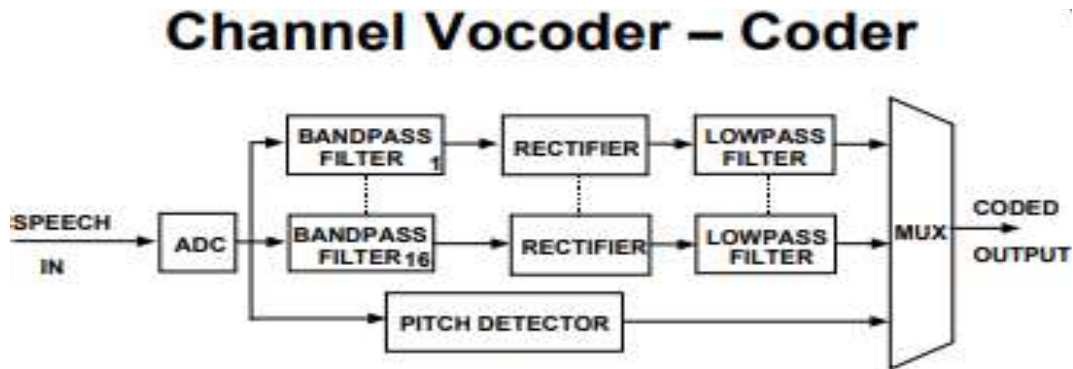 Channel Vocoder – Coder
BANDPASS
FILTER 1
RECTIFIER
LOWPASS
FILTER
SPEECH
IN
ADC
BANDPASS
FILTER 16
RECTIFIER
LOWPASS
FILTER
MUX
CODED
OUTPUT
PITCH DETECTOR